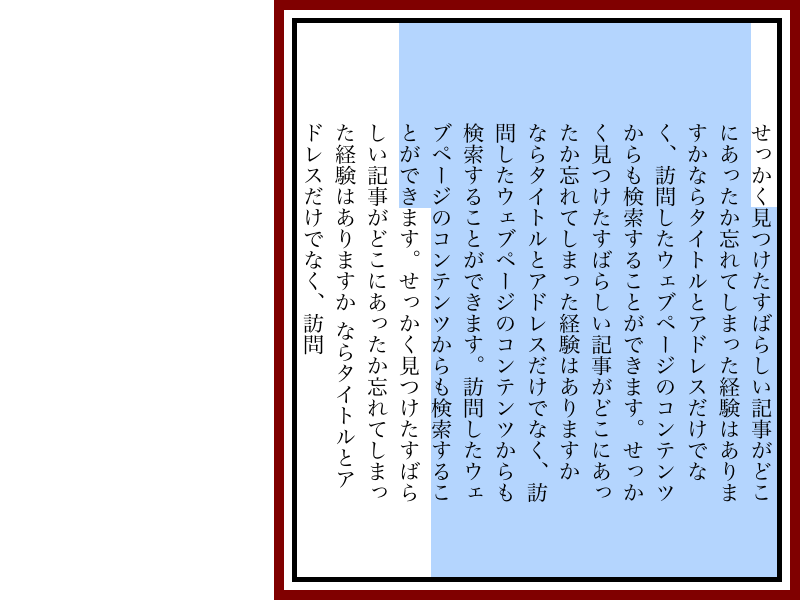 せっかく見つけたすばらしい記事がどこ
にあったか忘れてしまった経験はありま
すかならタイトルとアドレスだけでな
く、訪問したウェブページのコンテンツ
からも検索することができます。せっか
く見つけたすばらしい記事がどこにあっ
たか忘れてしまった経験はありますか
ならタイトルとアドレスだけでなく、訪
問したウェブページのコンテンツからも
検索することができます。訪問したウェ
ブページのコンテンツからも検索するこ
とができます。せっかく見つけたすばら
しい記事がどこにあったか忘れてしまっ
た経験はありますか ならタイトルとア
ドレスだけでなく、訪問